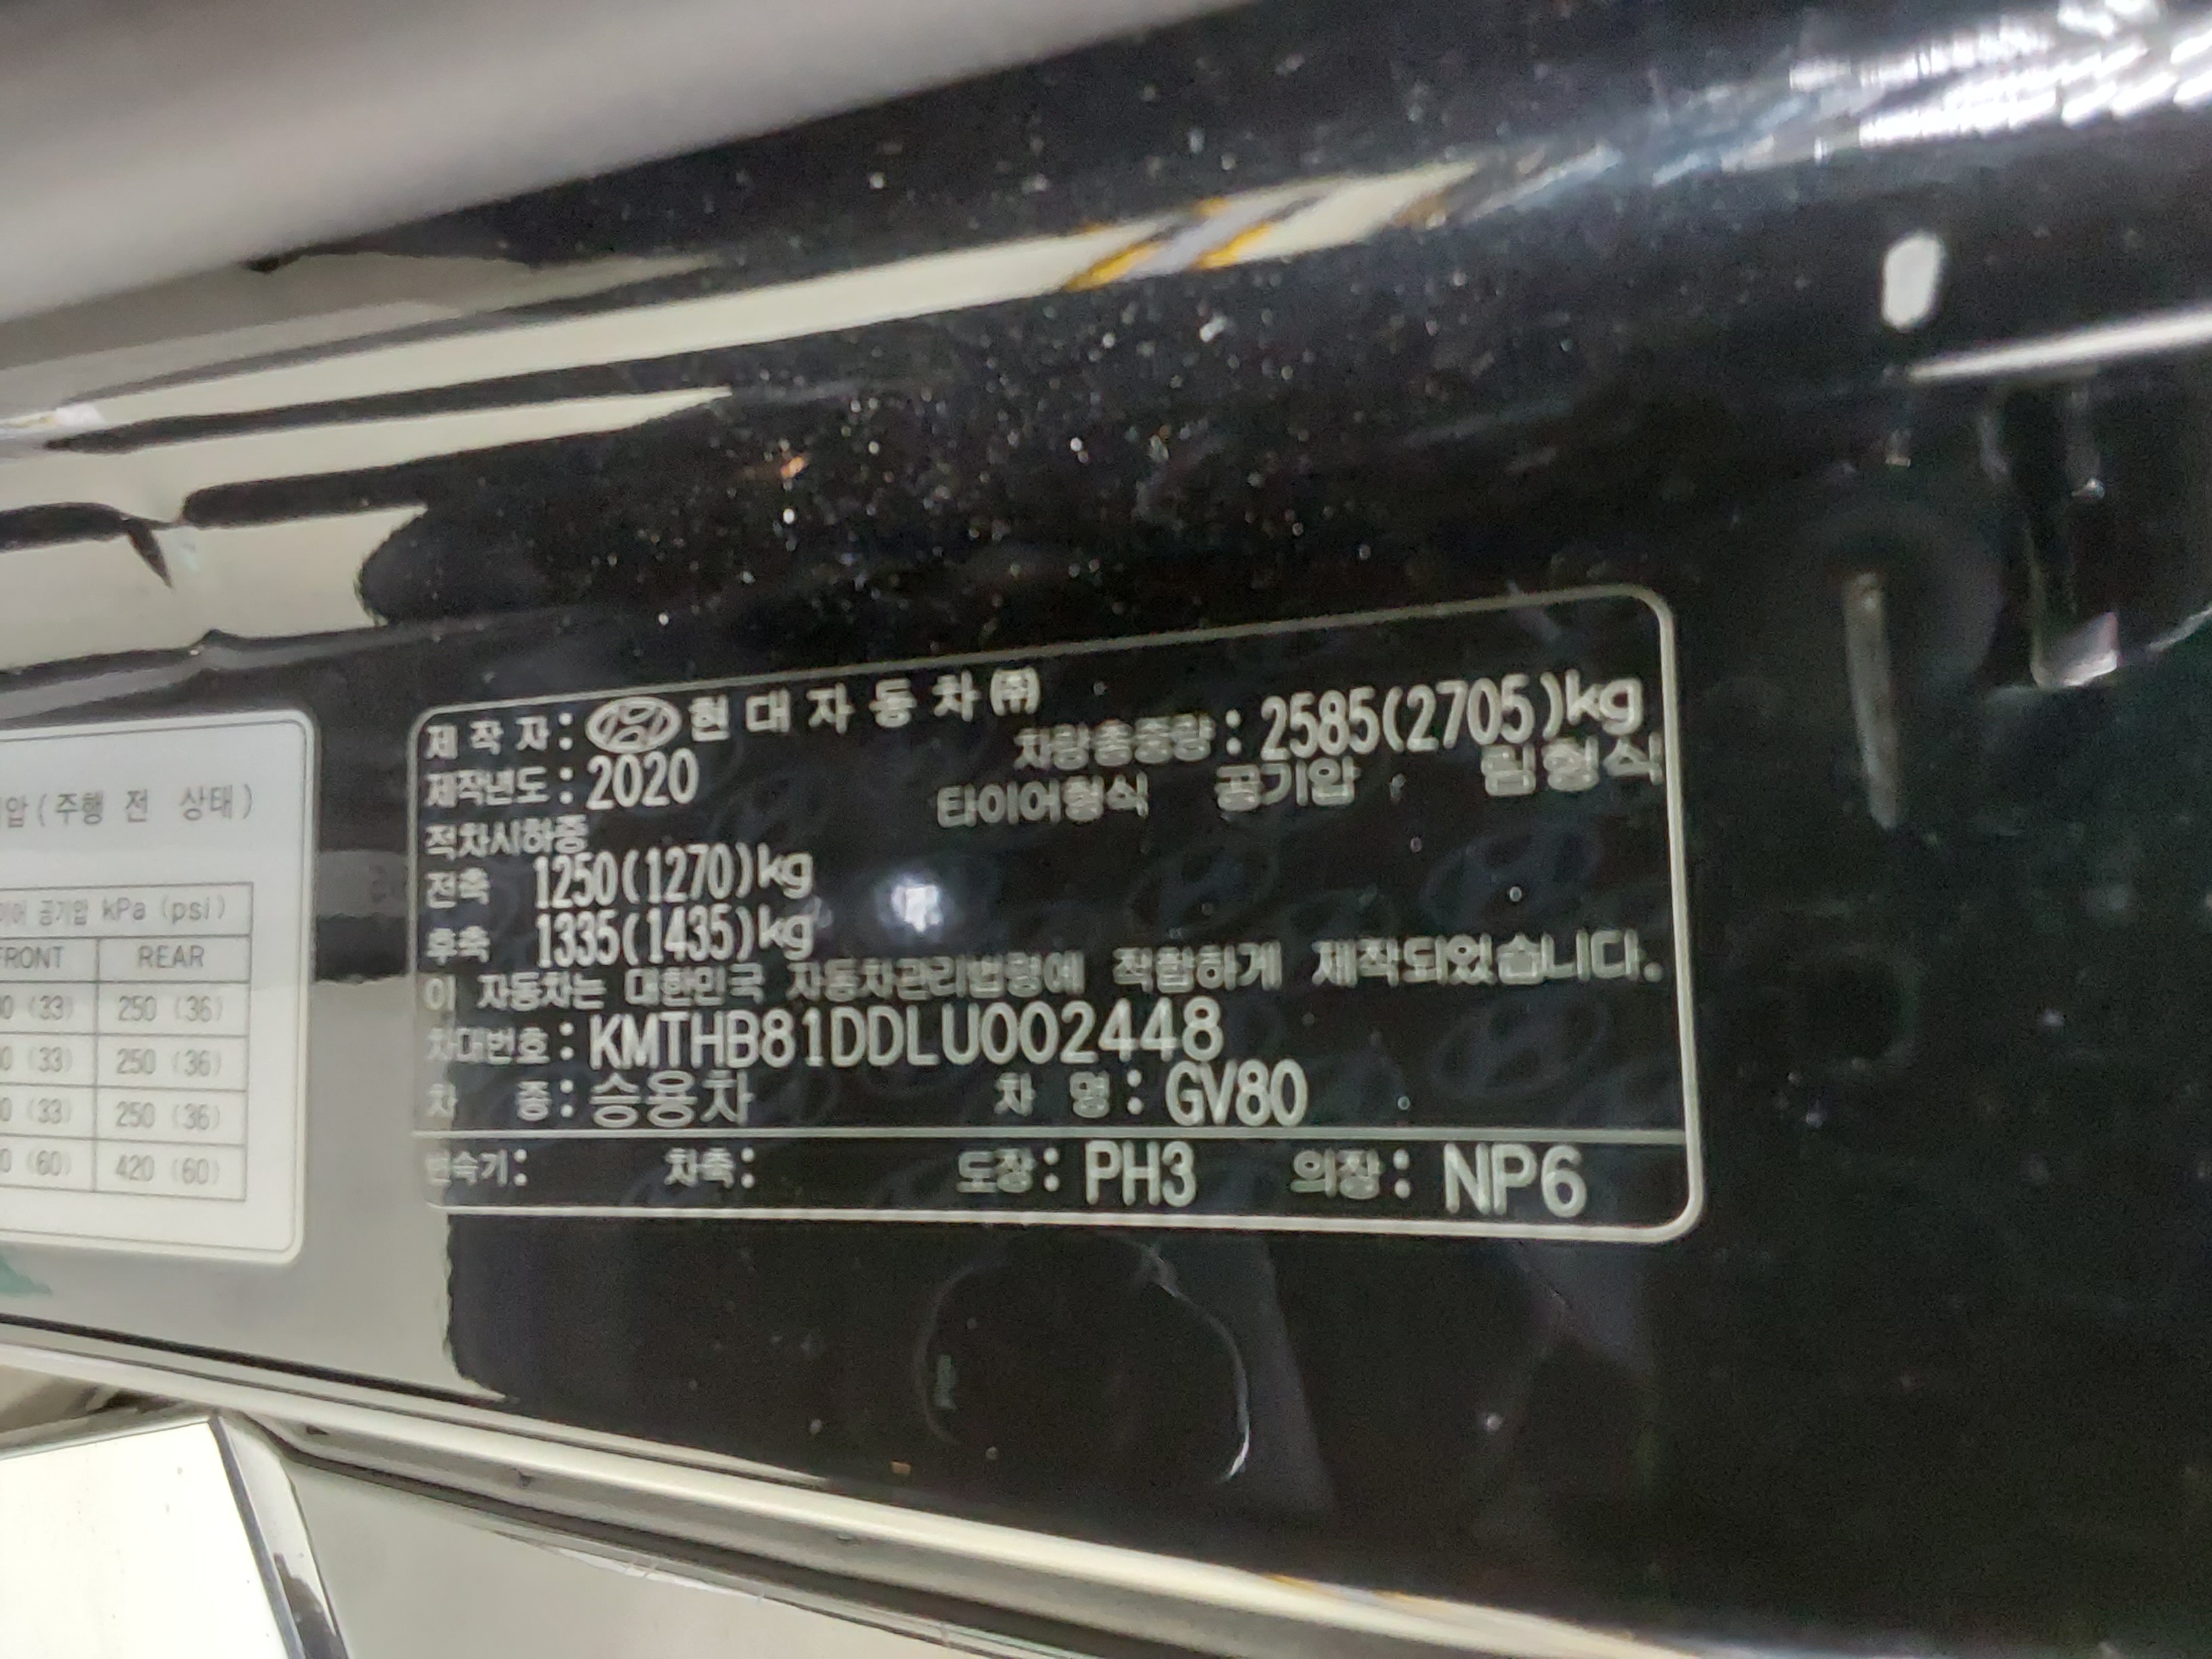 압(주행 전 상태)
공기압 kPa (psi)
FRONT REAR
(33) 250 (36)
(33) 250 (36)
(33) 250 (36)
(60) 420 (60)
제 작 자 : 현 대 자 동 차 ㈜
차량총중량 : 2585(2705)kg
제작년도 : 2020
타이어형식 공기압 림형식
적차시하중
전축 1250(1270)kg
후축 1335(1435)kg
이 자동차는 대한민국 자동차관리법령에 적합하게 제작되었습니다.
차대번호 : KMTHB81DDLU002448
차 종 : 승용차 차 명 : GV80
변속기 : 차축 : 도장 : PH3 의장 : NP6